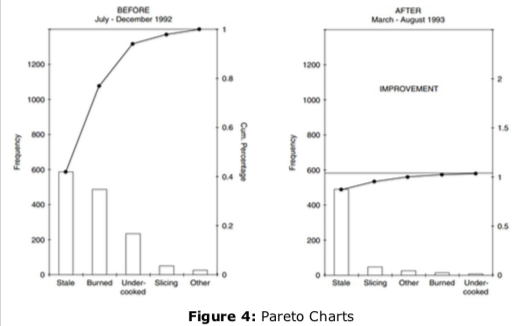 BEFORE
July - December 1992
AFTER
March - August 1993
Frequency
1200
1000
800
600
400
200
0
1
0.8
0.6
0.4
0.2
0
Cum. Percentage
Stale Burned Under-cooked Slicing Other
Frequency
1200
1000
800
600
400
200
0
IMPROVEMENT
2
1.5
1
0.5
0
Stale Slicing Other Burned Under-cooked
Figure 4: Pareto Charts